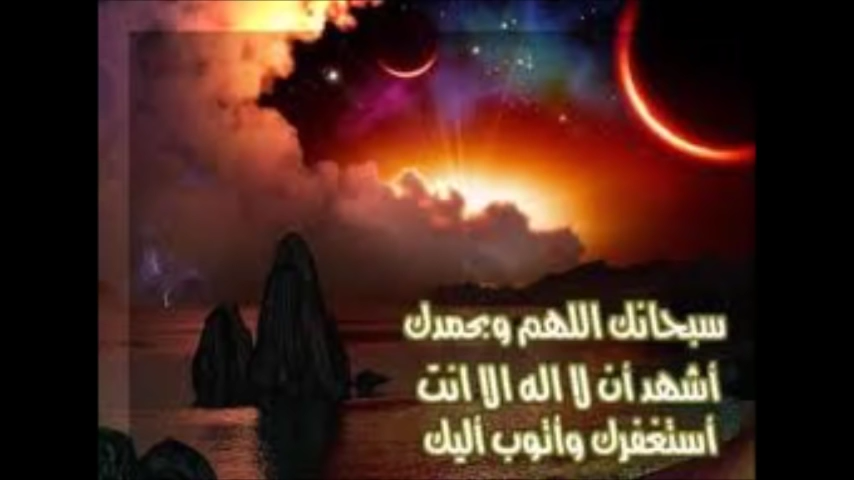 سبحانك اللهم وبحمدك
أشهد أن لا اله الا انت
أستغفرك وأتوب أليك